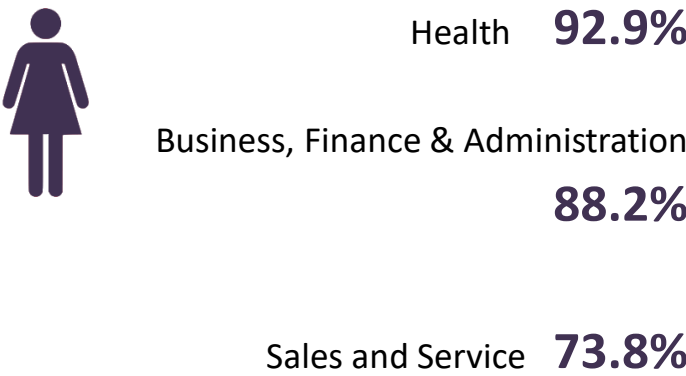 Health 92.9%
Business, Finance & Administration
88.2%
Sales and Service 73.8%